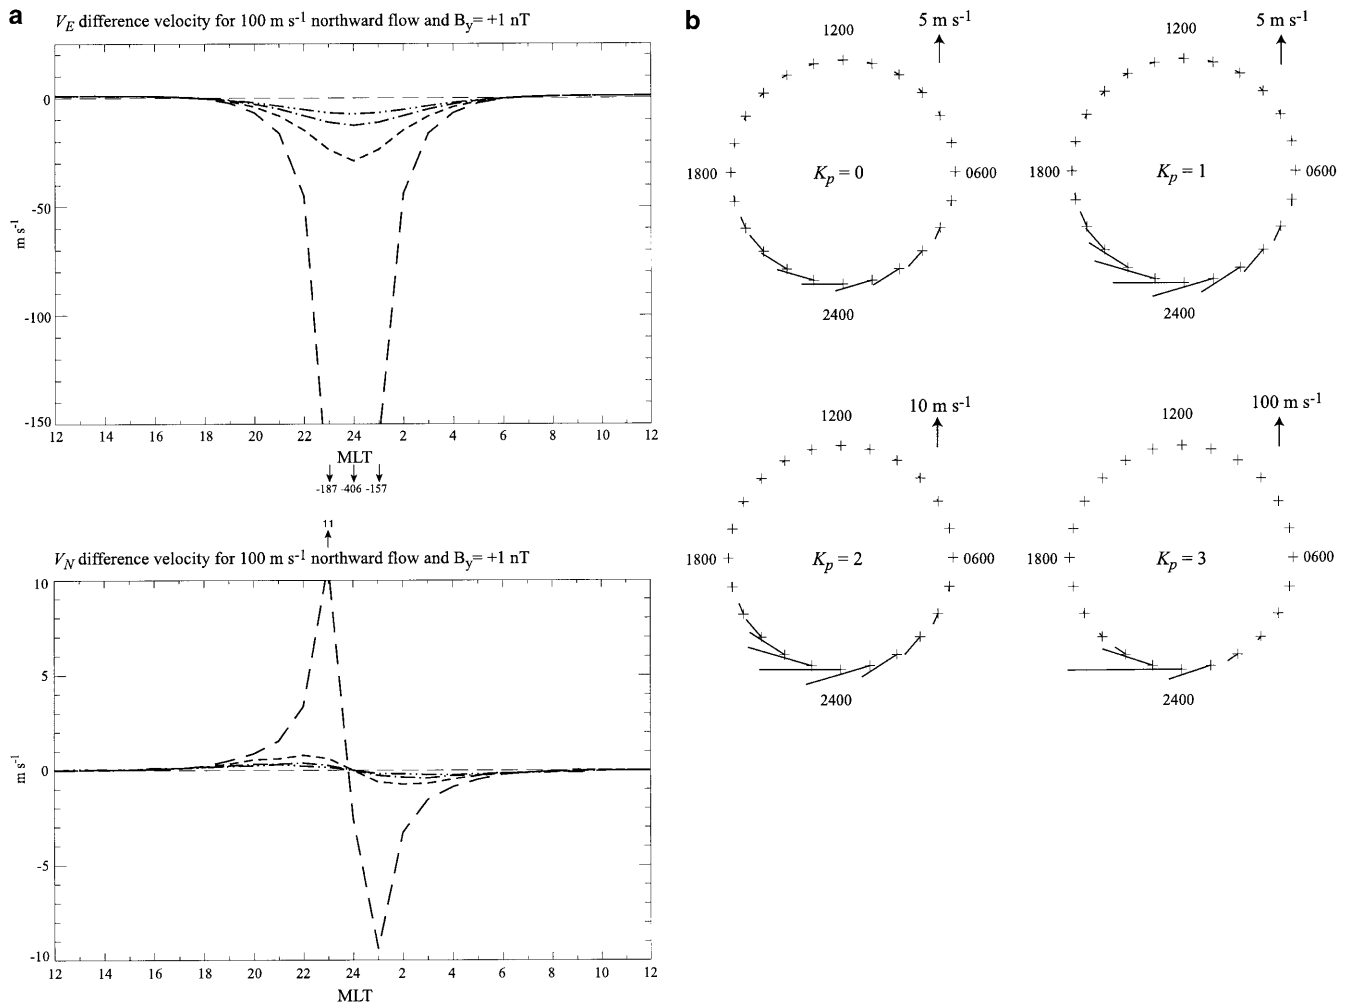 a
V_E difference velocity for 100 m s⁻¹ northward flow and B_y= +1 nT
0
-50
-100
-150
m s⁻¹
12 14 16 18 20 22 24 2 4 6 8 10 12
MLT
-187 -406 -157
11
V_N difference velocity for 100 m s⁻¹ northward flow and B_y= +1 nT
10
5
0
-5
-10
m s⁻¹
12 14 16 18 20 22 24 2 4 6 8 10 12
MLT
b
5 m s⁻¹
1200
1800
K_p = 0
0600
2400
5 m s⁻¹
1200
1800
K_p = 1
0600
2400
10 m s⁻¹
1200
1800
K_p = 2
0600
2400
100 m s⁻¹
1200
1800
K_p = 3
0600
2400